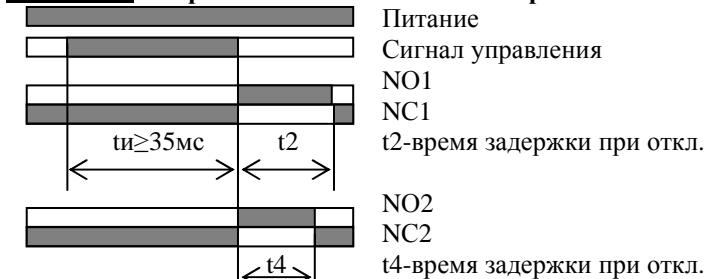 Питание
Сигнал управления
NO1
NC1
tи≥35мс t2 t2-время задержки при откл.
NO2
NC2
t4 t4-время задержки при откл.